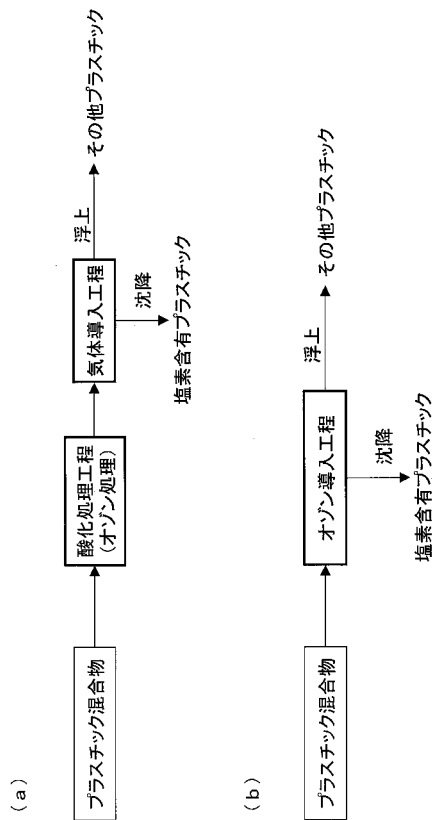 (a)
プラスチック混合物
酸化処理工程
(オゾン処理)
気体導入工程
浮上
その他プラスチック
沈降
塩素含有プラスチック
(b)
プラスチック混合物
オゾン導入工程
浮上
その他プラスチック
沈降
塩素含有プラスチック